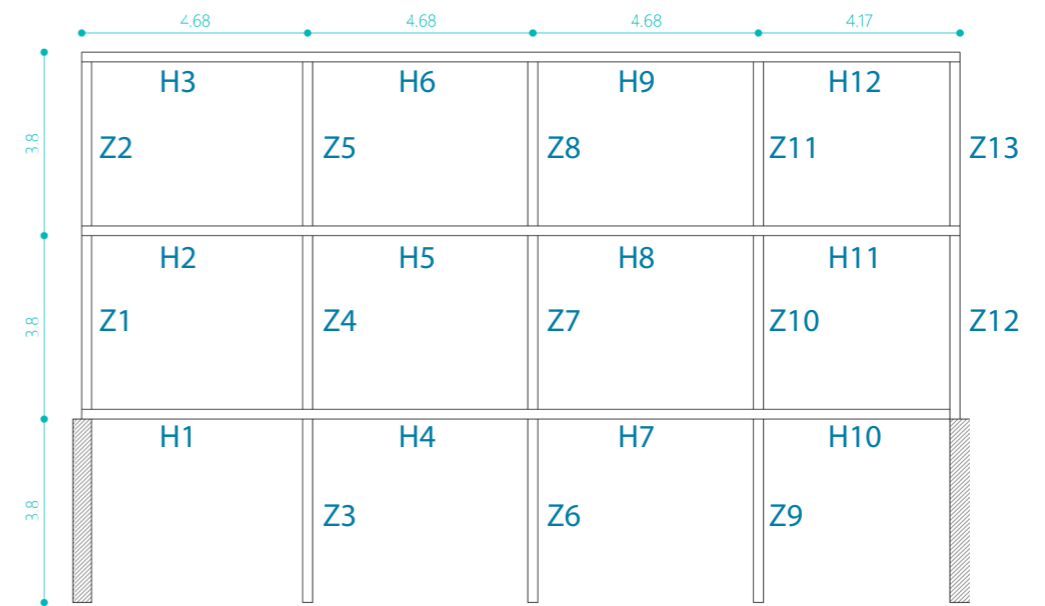 4.68 4.68 4.68 4.17
H3 H6 H9 H12
3.8 Z2 Z5 Z8 Z11 Z13
H2 H5 H8 H11
3.8 Z1 Z4 Z7 Z10 Z12
H1 H4 H7 H10
3.8 Z3 Z6 Z9